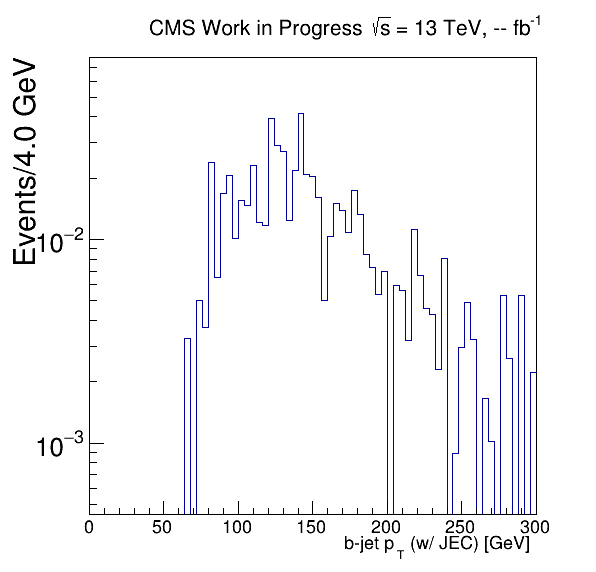 CMS Work in Progress √s = 13 TeV, -- fb⁻¹
Events/4.0 GeV
10⁻²
10⁻³
0 50 100 150 200 250 300
b-jet p_T (w/ JEC) [GeV]